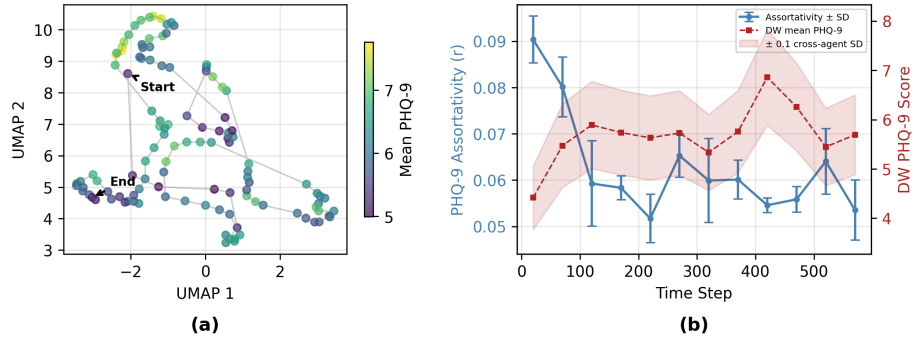 10
9
8
7
6
5
4
3
UMAP 2
Start
End
−2
0
2
UMAP 1
7
6
5
Mean PHQ-9
(a)
0.09
0.08
0.07
0.06
0.05
PHQ-9 Assortativity (r)
Assortativity ± SD
DW mean PHQ-9
± 0.1 cross-agent SD
8
7
6
5
4
DW PHQ-9 Score
0
100
200
300
400
500
Time Step
(b)